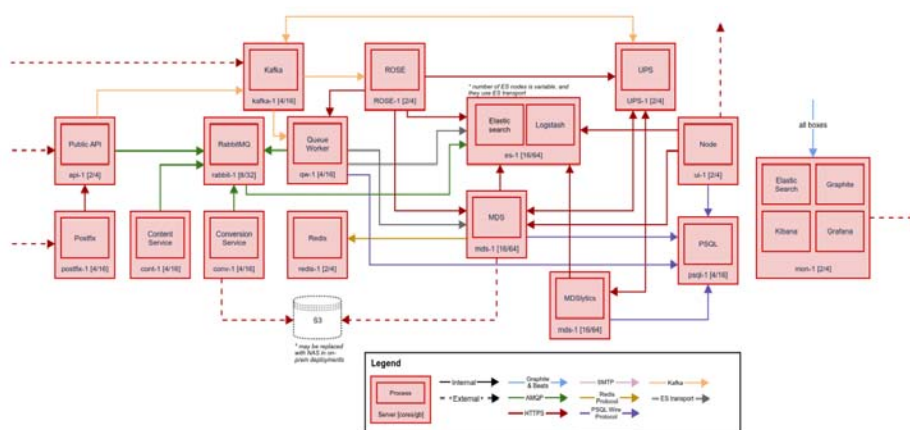 Kafka
kafka-1 [4/16]
ROSE
ROSE-1 [2/4]
UPS
UPS-1 [2/4]
* number of ES nodes is variable, and
they use ES transport
Public API
api-1 [2/4]
RabbitMQ
rabbit-1 [8/32]
Queue
Worker
qw-1 [4/16]
Elastic
search
Logstash
es-1 [16/64]
Node
ui-1 [2/4]
all boxes
Elastic
Search
Graphite
Kibana
Grafana
mon-1 [2/4]
Postfix
postfix-1 [4/16]
Content
Service
cont-1 [4/16]
Conversion
Service
conv-1 [4/16]
Redis
redis-1 [2/4]
MDS
mds-1 [16/64]
PSQL
psql-1 [4/16]
MDSlytics
mds-1 [16/64]
S3
* may be replaced
with NAS in on-
prem deployments
Legend
Process
Server [cores/gb]
Internal
External
Graphite
& Beats
AMQP
HTTPS
SMTP
Redis
Protocol
PSQL Wire
Protocol
Kafka
ES transport